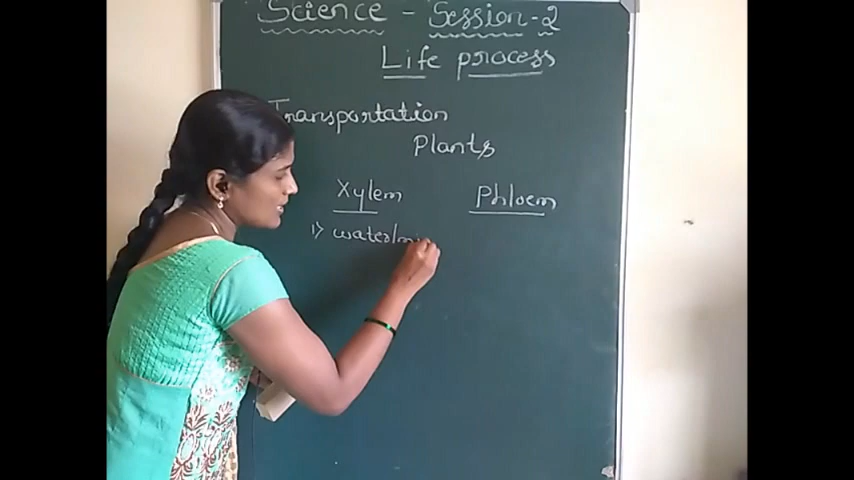 Science - Session-2
Life process
Transportation
Plants
Xylem Phloem
1) water/m